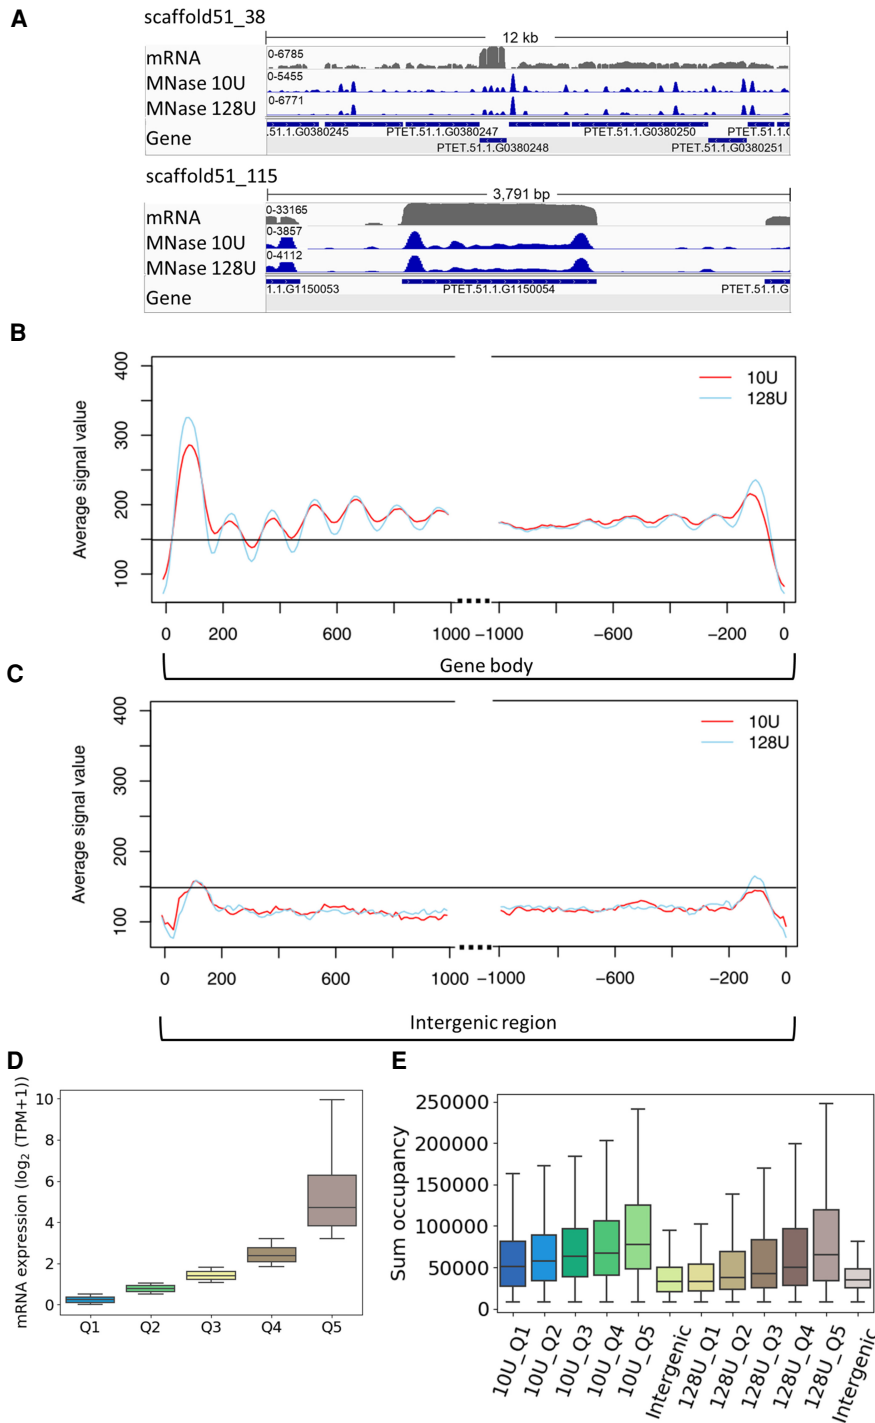 A
scaffold51_38
12 kb
mRNA
0-6785
MNase 10U
0-5455
MNase 128U
0-6771
Gene
.51.1.G0380245
PTET.51.1.G0380247
PTET.51.1.G0380250
PTET.51.1.(
PTET.51.1.G0380248
PTET.51.1.G0380251
scaffold51_115
3,791 bp
mRNA
0-33165
MNase 10U
0-3857
MNase 128U
0-4112
Gene
1.1.G1150053
PTET.51.1.G1150054
PTET.51.1.G
B
Average signal value
400
300
200
100
10U
128U
0 200 600 1000 −1000 −600 −200 0
Gene body
C
Average signal value
400
300
200
100
10U
128U
0 200 600 1000 −1000 −600 −200 0
Intergenic region
D
mRNA expression (log2 (TPM+1))
10
8
6
4
2
0
Q1 Q2 Q3 Q4 Q5
E
Sum occupancy
250000
200000
150000
100000
50000
0
10U_Q1
10U_Q2
10U_Q3
10U_Q4
10U_Q5
Intergenic
128U_Q1
128U_Q2
128U_Q3
128U_Q4
128U_Q5
Intergenic